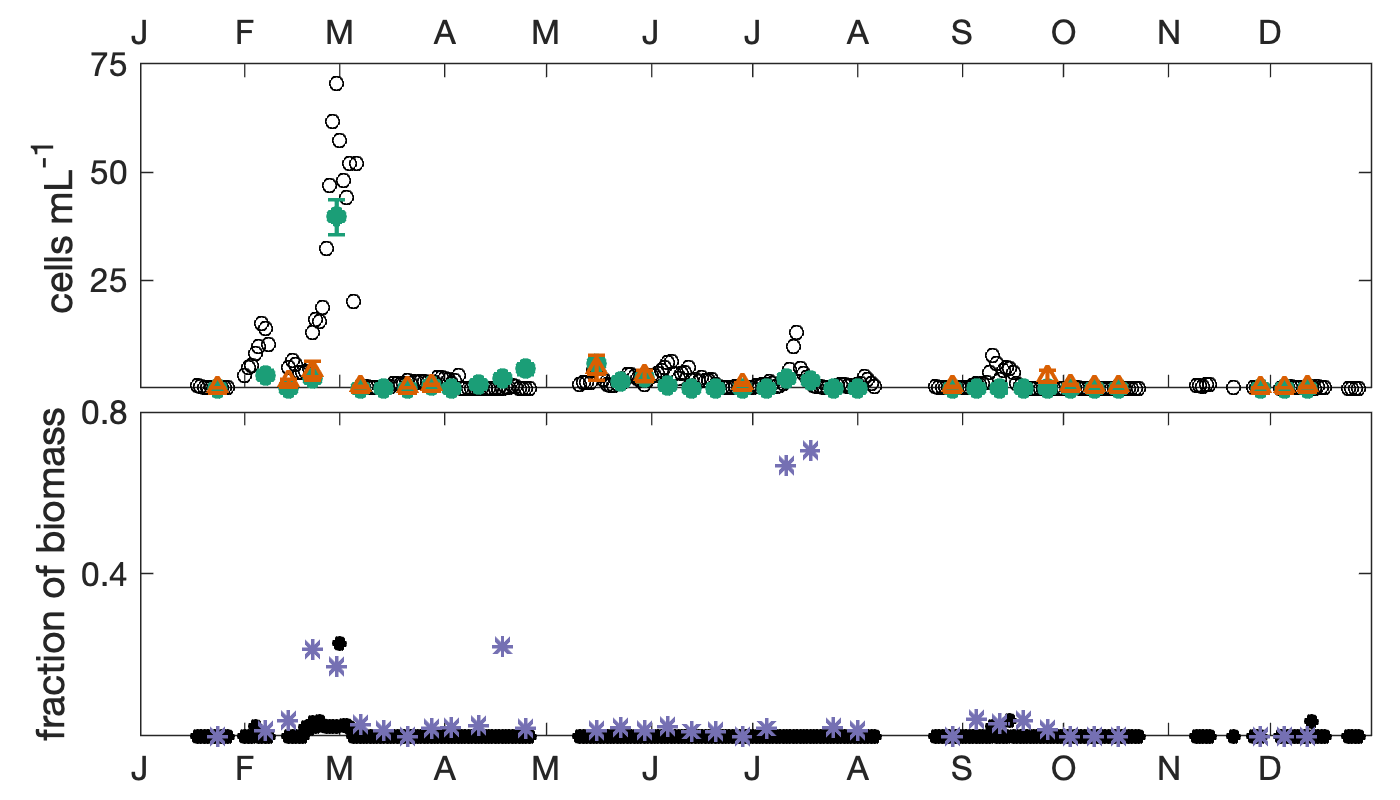 J F M A M J J A S O N D
75
50
25
cells mL-1
0.8
0.4
fraction of biomass
J F M A M J J A S O N D